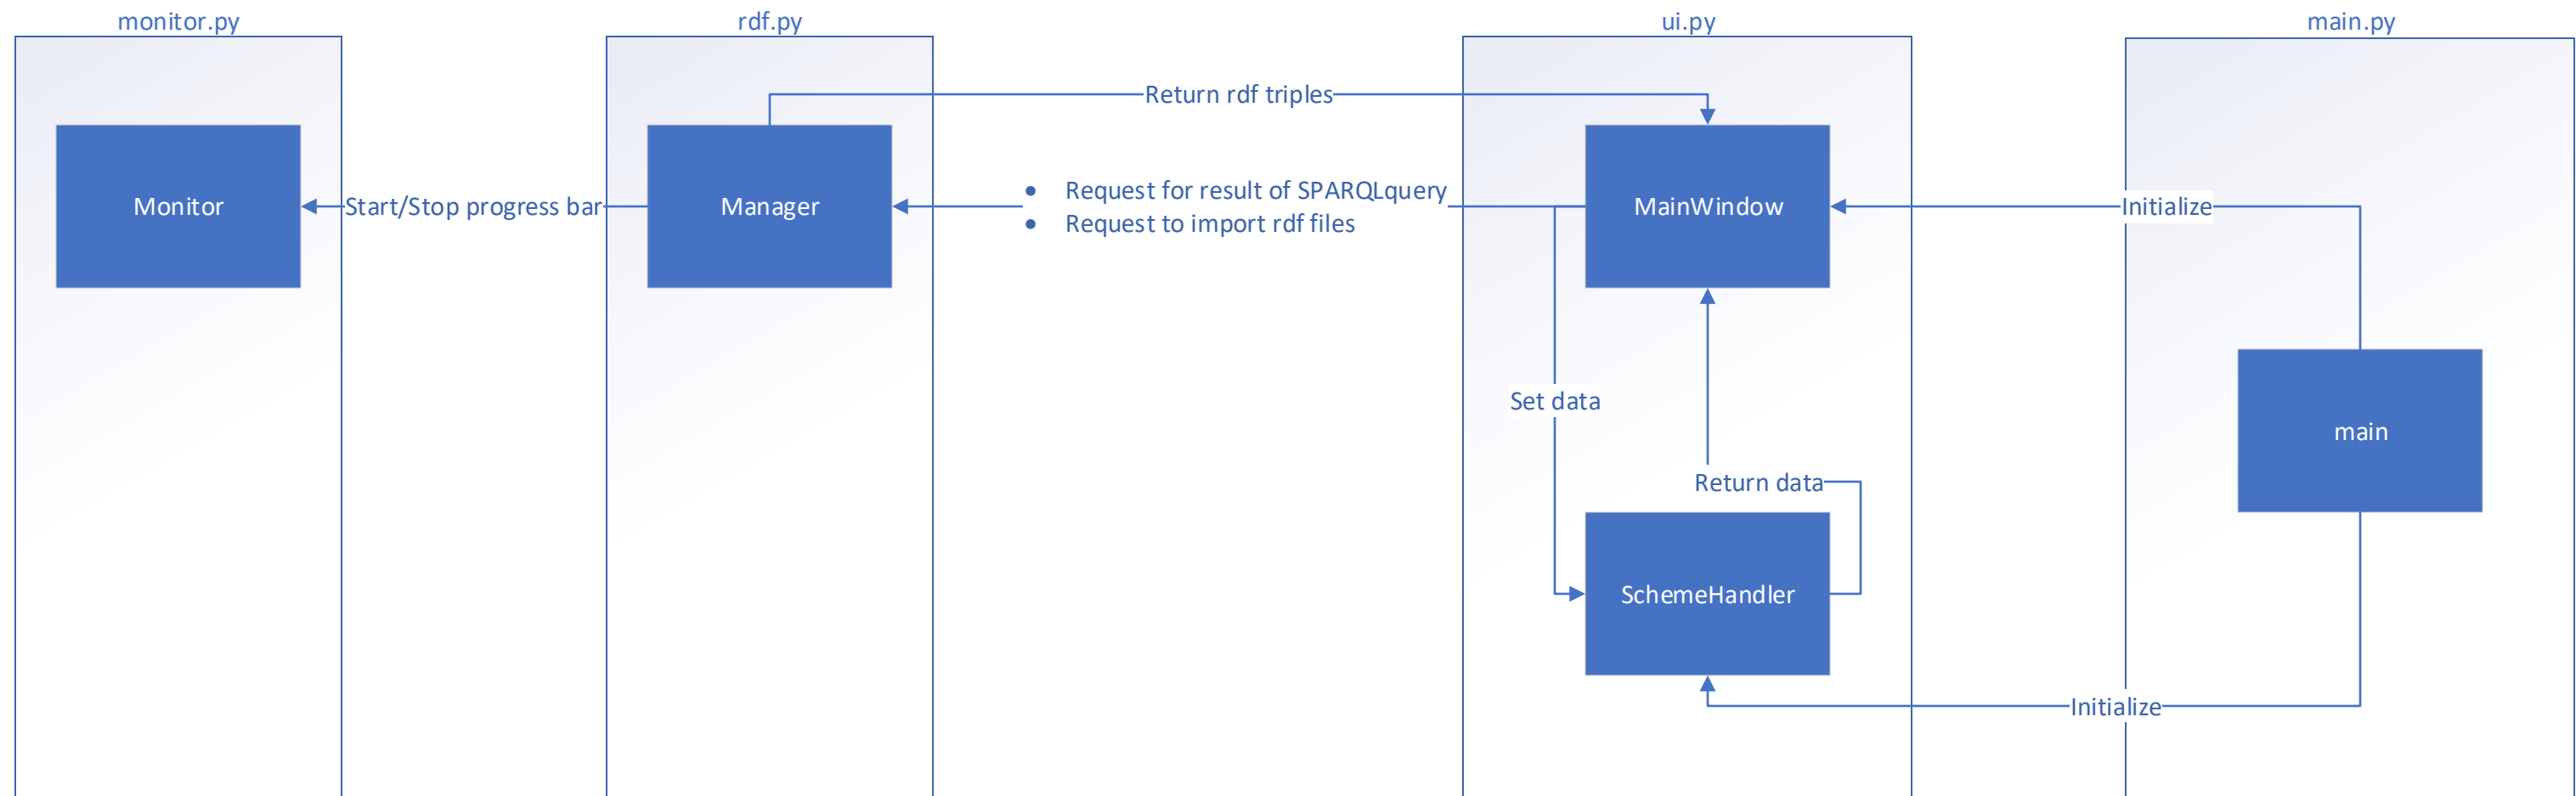 monitor.py
rdf.py
ui.py
main.py
Return rdf triples
Monitor
Start/Stop progress bar
Manager
• Request for result of SPARQLquery
• Request to import rdf files
MainWindow
Initialize
Set data
main
Return data
SchemeHandler
Initialize